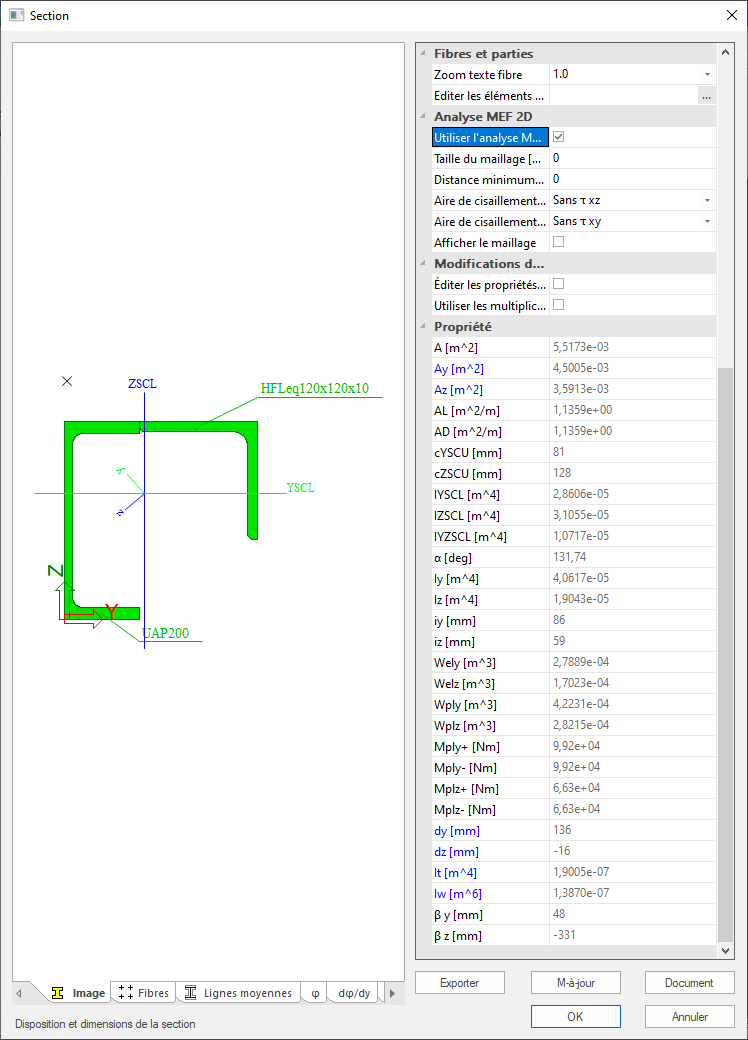 Section
ZSCL
HFLeq120x120x10
YSCL
y
z
Z
Y
UAP200
Fibres et parties
Zoom texte fibre 1.0
Editer les éléments ... ...
Analyse MEF 2D
Utiliser l'analyse M...
Taille du maillage [... 0
Distance minimum... 0
Aire de cisaillement... Sans τ xz
Aire de cisaillement... Sans τ xy
Afficher le maillage
Modifications d...
Éditer les propriétés...
Utiliser les multiplic...
Propriété
A [m^2] 5,5173e-03
Ay [m^2] 4,5005e-03
Az [m^2] 3,5913e-03
AL [m^2/m] 1,1359e+00
AD [m^2/m] 1,1359e+00
cYSCU [mm] 81
cZSCU [mm] 128
IYSCL [m^4] 2,8606e-05
IZSCL [m^4] 3,1055e-05
IYZSCL [m^4] 1,0717e-05
α [deg] 131,74
Iy [m^4] 4,0617e-05
Iz [m^4] 1,9043e-05
iy [mm] 86
iz [mm] 59
Wely [m^3] 2,7889e-04
Welz [m^3] 1,7023e-04
Wply [m^3] 4,2231e-04
Wplz [m^3] 2,8215e-04
Mply+ [Nm] 9,92e+04
Mply- [Nm] 9,92e+04
Mplz+ [Nm] 6,63e+04
Mplz- [Nm] 6,63e+04
dy [mm] 136
dz [mm] -16
It [m^4] 1,9005e-07
Iw [m^6] 1,3870e-07
β y [mm] 48
β z [mm] -331
Image Fibres Lignes moyennes φ dφ/dy
Exporter M-à-jour Document
Disposition et dimensions de la section
OK Annuler